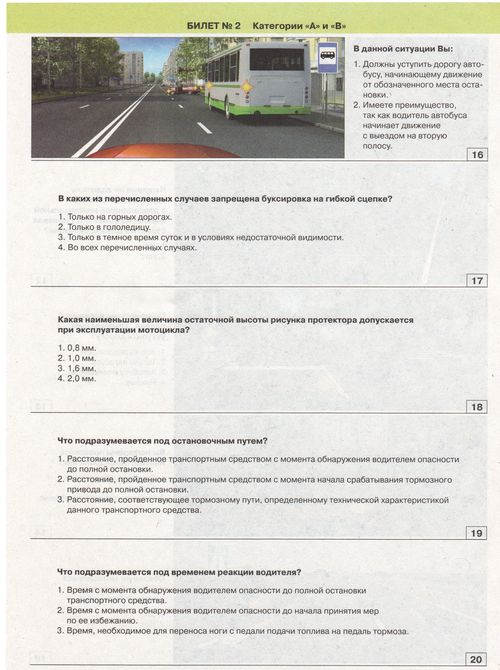 БИЛЕТ № 2 Категории «А» и «В»
В данной ситуации Вы:
1. Должны уступить дорогу авто-
бусу, начинающему движение
от обозначенного места оста-
новки.
2. Имеете преимущество,
так как водитель автобуса
начинает движение
с выездом на вторую
полосу.
16
В каких из перечисленных случаев запрещена буксировка на гибкой сцепке?
1. Только на горных дорогах.
2. Только в гололедицу.
3. Только в темное время суток и в условиях недостаточной видимости.
4. Во всех перечисленных случаях.
17
Какая наименьшая величина остаточной высоты рисунка протектора допускается
при эксплуатации мотоцикла?
1. 0,8 мм.
2. 1,0 мм.
3. 1,6 мм.
4. 2,0 мм.
18
Что подразумевается под остановочным путем?
1. Расстояние, пройденное транспортным средством с момента обнаружения водителем опасности
до полной остановки.
2. Расстояние, пройденное транспортным средством с момента начала срабатывания тормозного
привода до полной остановки.
3. Расстояние, соответствующее тормозному пути, определенному технической характеристикой
данного транспортного средства.
19
Что подразумевается под временем реакции водителя?
1. Время с момента обнаружения водителем опасности до полной остановки
транспортного средства.
2. Время с момента обнаружения водителем опасности до начала принятия мер
по ее избежанию.
3. Время, необходимое для переноса ноги с педали подачи топлива на педаль тормоза.
20